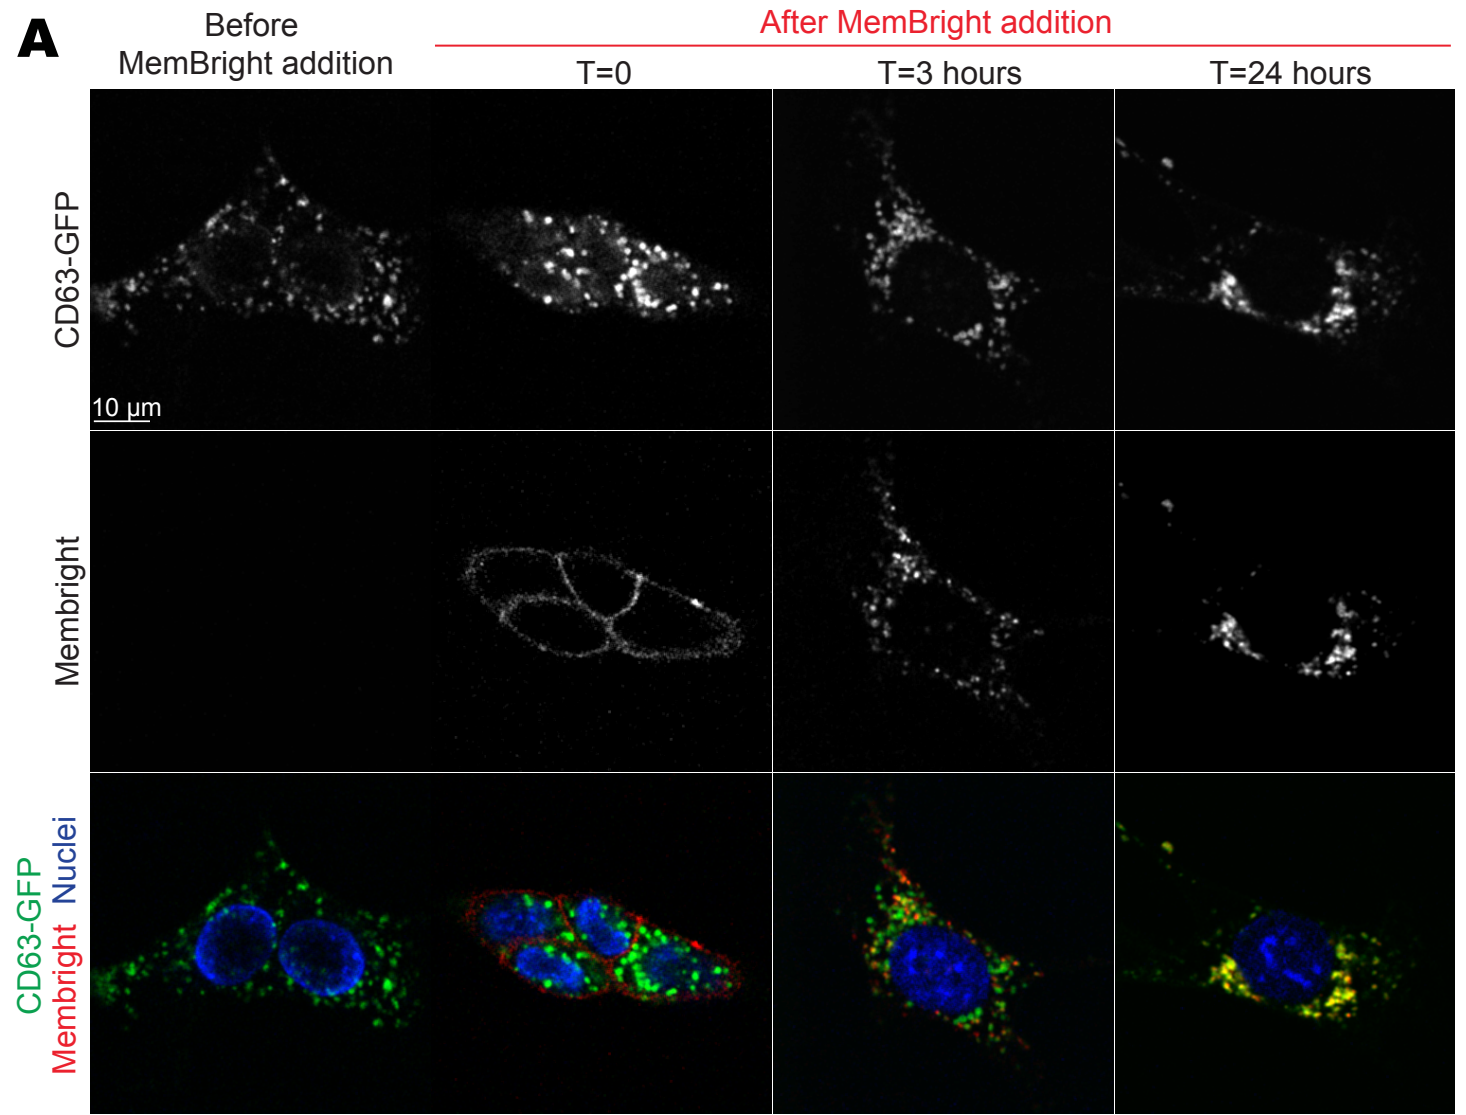 A
Before
MemBright addition
After MemBright addition
T=0
T=3 hours
T=24 hours
CD63-GFP
10 µm
Membright
CD63-GFP
Membright Nuclei